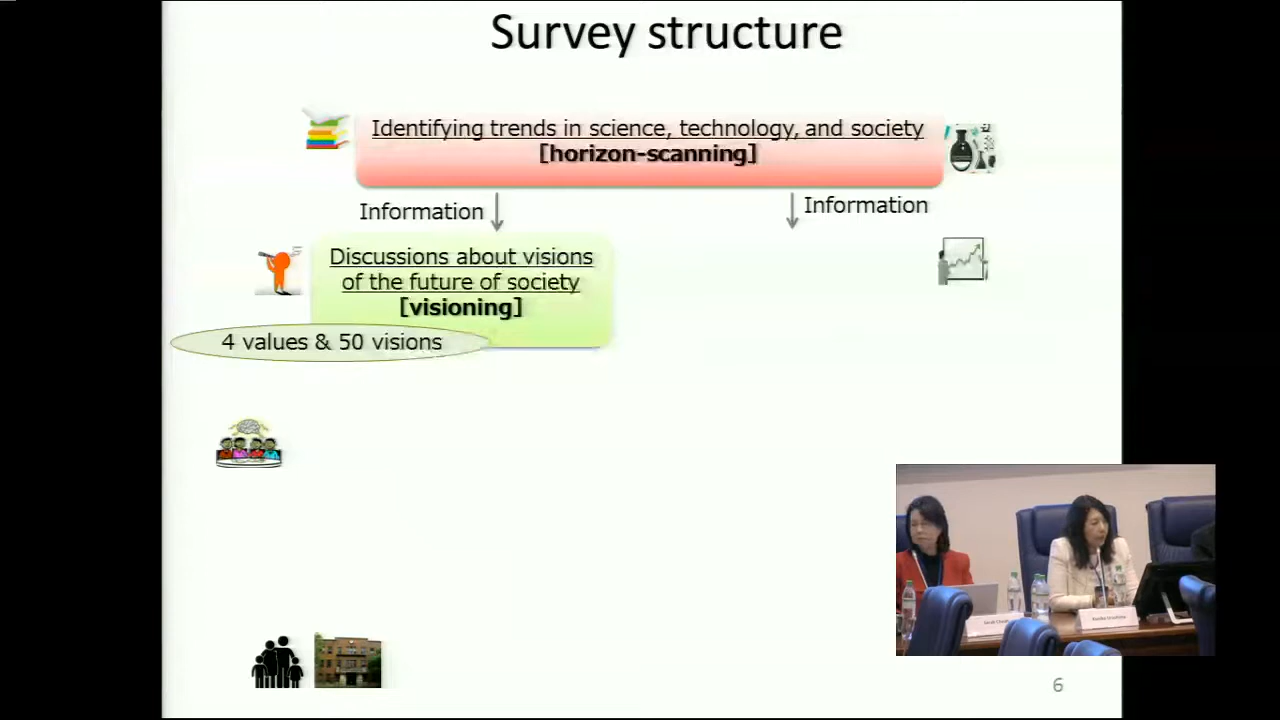 Survey structure
Identifying trends in science, technology, and society
[horizon-scanning]
Information
Information
Discussions about visions
of the future of society
[visioning]
4 values & 50 visions
6